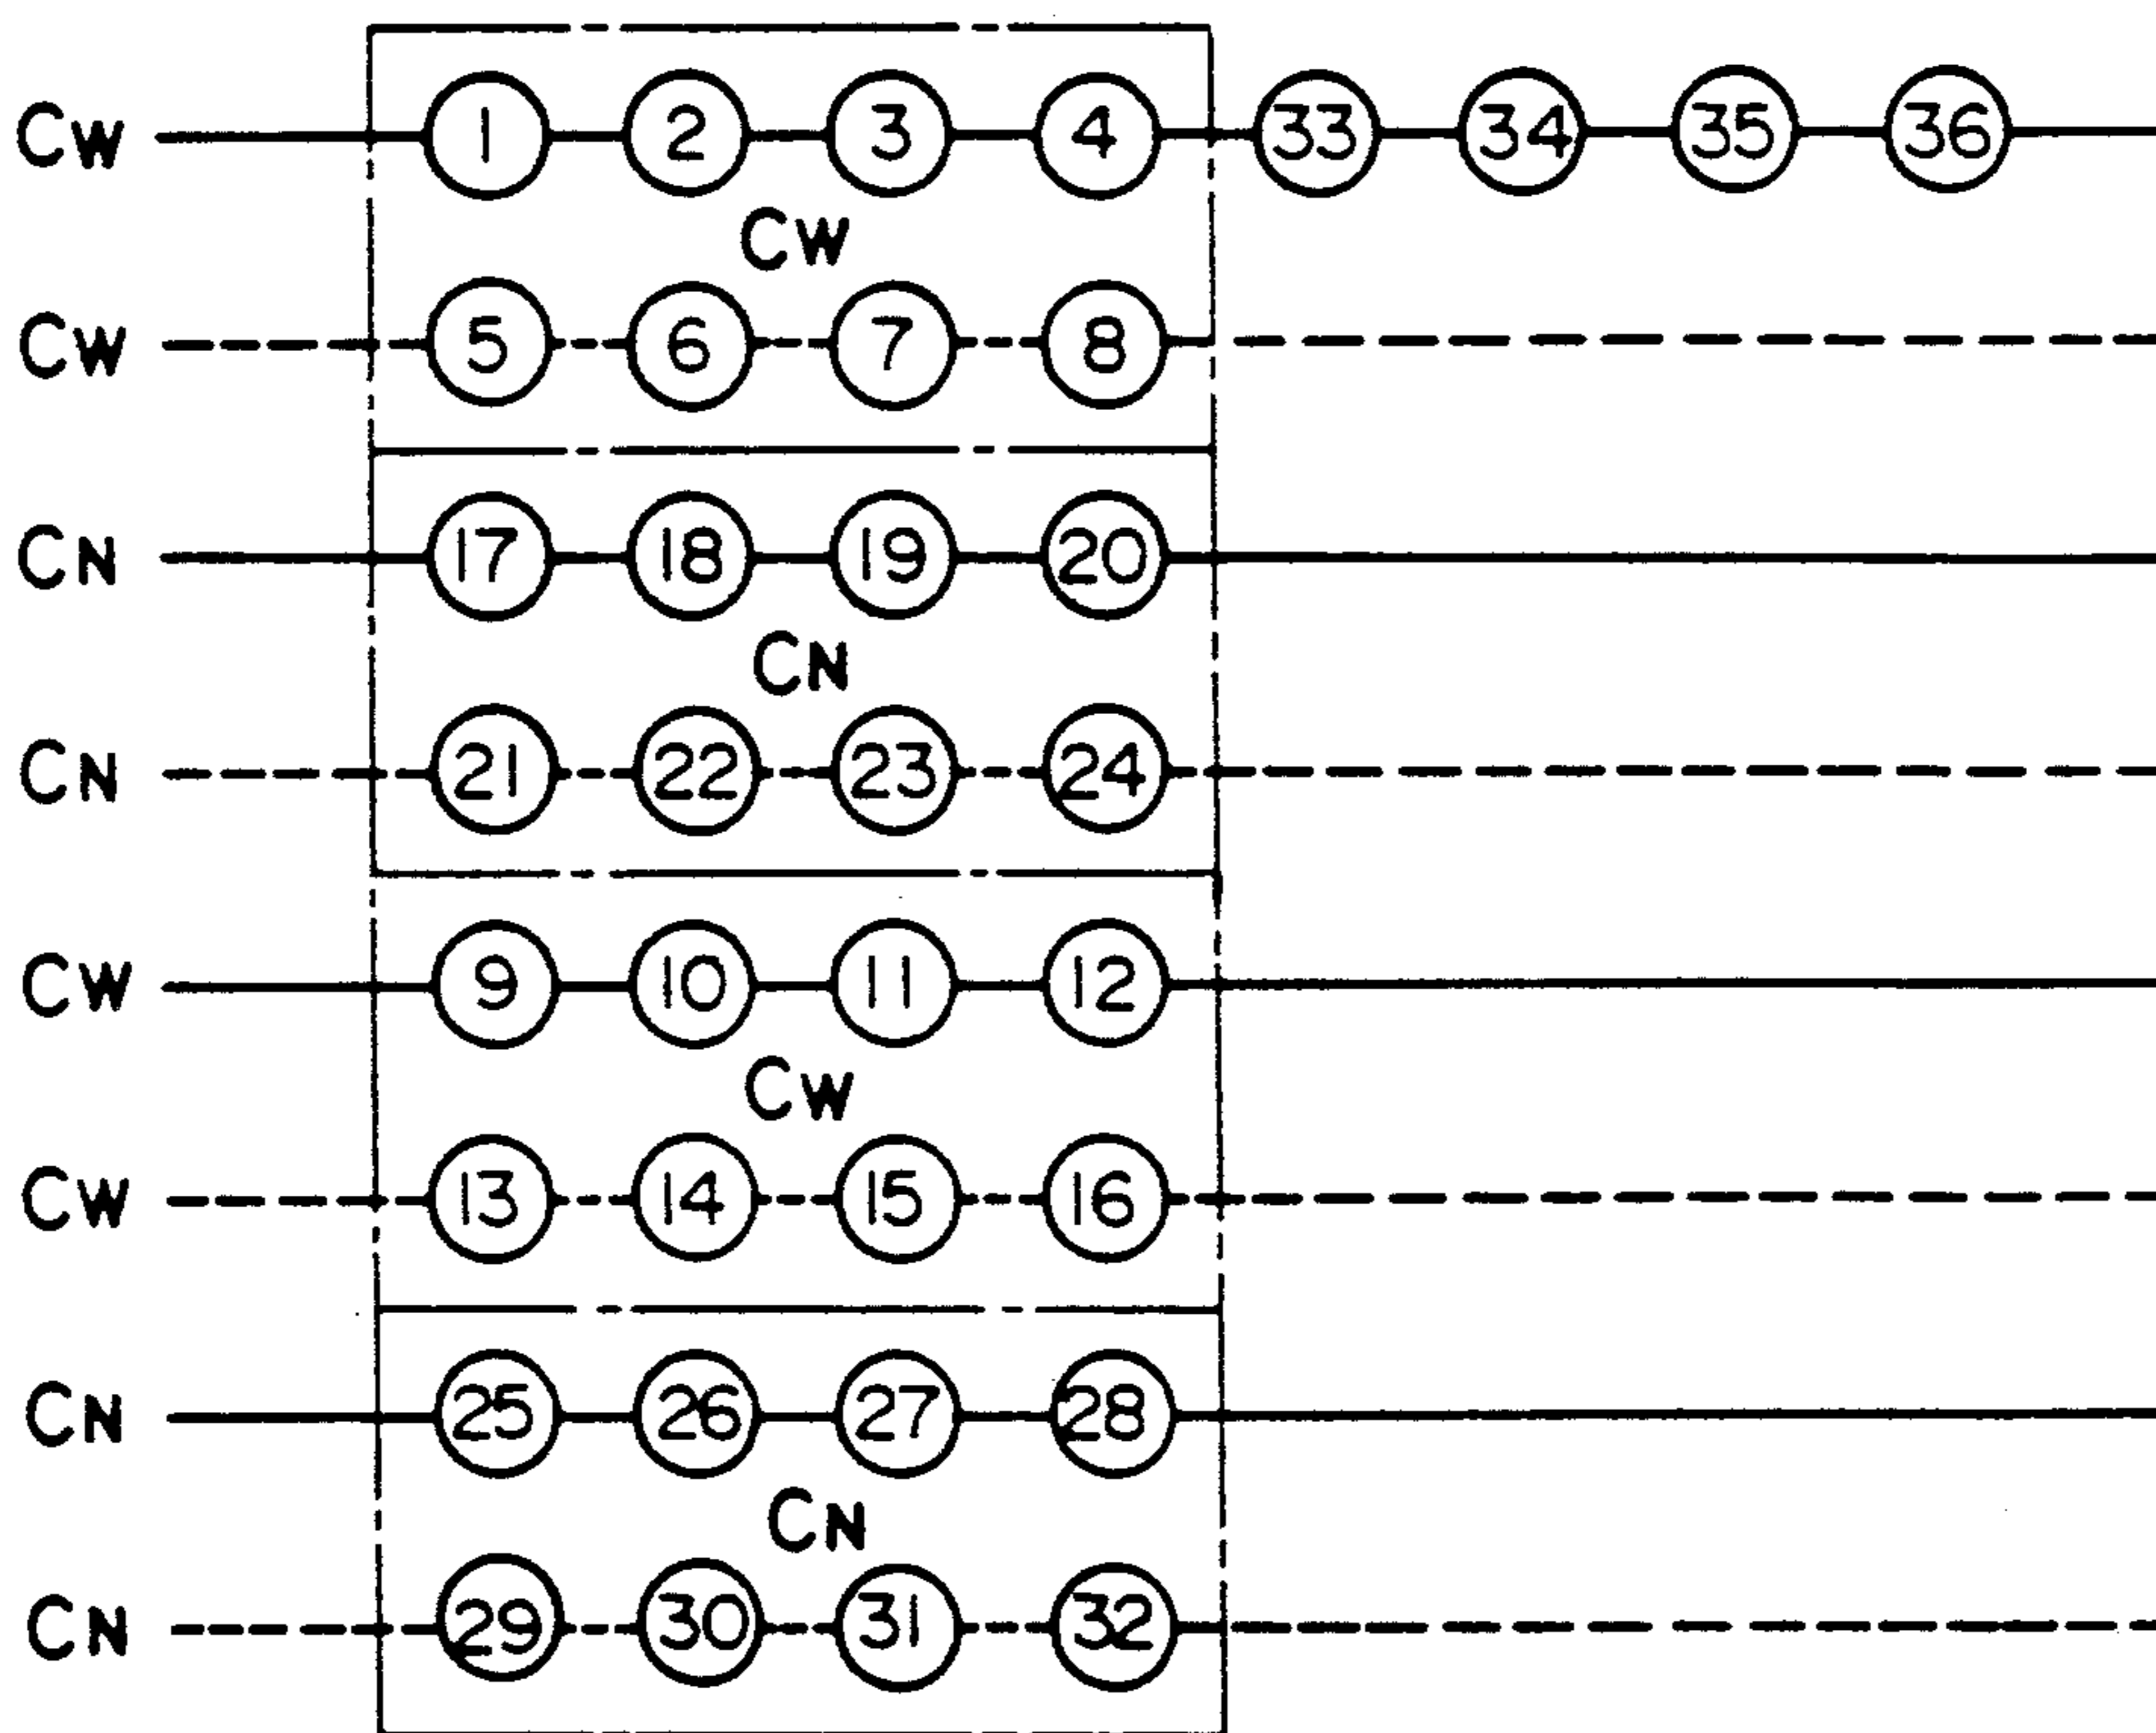 CW 1 2 3 4 33 34 35 36
CW
CW 5 6 7 8
CN 17 18 19 20
CN
CN 21 22 23 24
CW 9 10 11 12
CW
CW 13 14 15 16
CN 25 26 27 28
CN
CN 29 30 31 32